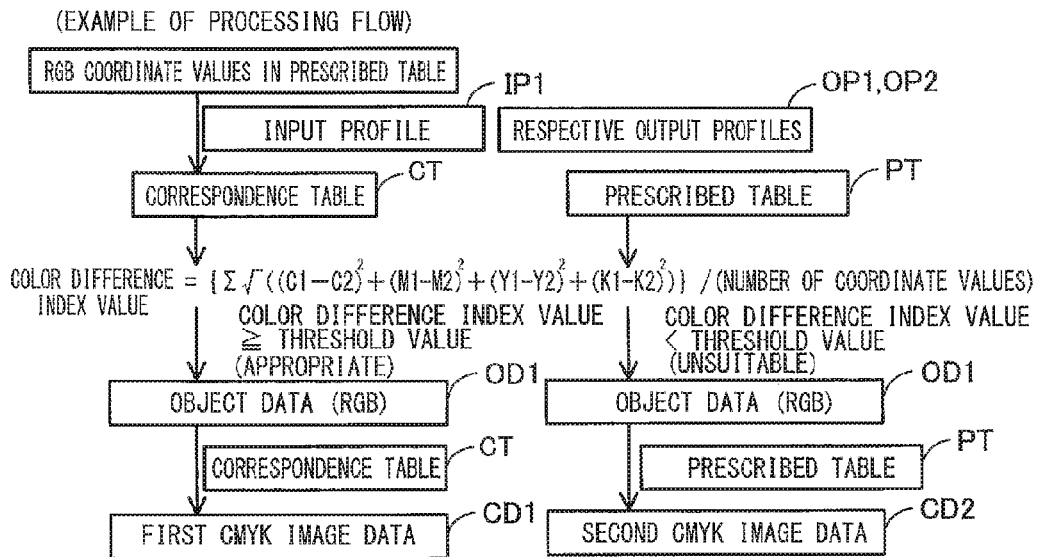 (EXAMPLE OF PROCESSING FLOW)
RGB COORDINATE VALUES IN PRESCRIBED TABLE
IP1
OP1,OP2
INPUT PROFILE
RESPECTIVE OUTPUT PROFILES
CT
PT
CORRESPONDENCE TABLE
PRESCRIBED TABLE
COLOR DIFFERENCE INDEX VALUE = {Σ√((C1−C2)²+(M1−M2)²+(Y1−Y2)²+(K1−K2)²)} /(NUMBER OF COORDINATE VALUES)
COLOR DIFFERENCE INDEX VALUE
≧ THRESHOLD VALUE
(APPROPRIATE)
COLOR DIFFERENCE INDEX VALUE
< THRESHOLD VALUE
(UNSUITABLE)
OD1
OD1
OBJECT DATA (RGB)
OBJECT DATA (RGB)
CT
PT
CORRESPONDENCE TABLE
PRESCRIBED TABLE
CD1
CD2
FIRST CMYK IMAGE DATA
SECOND CMYK IMAGE DATA